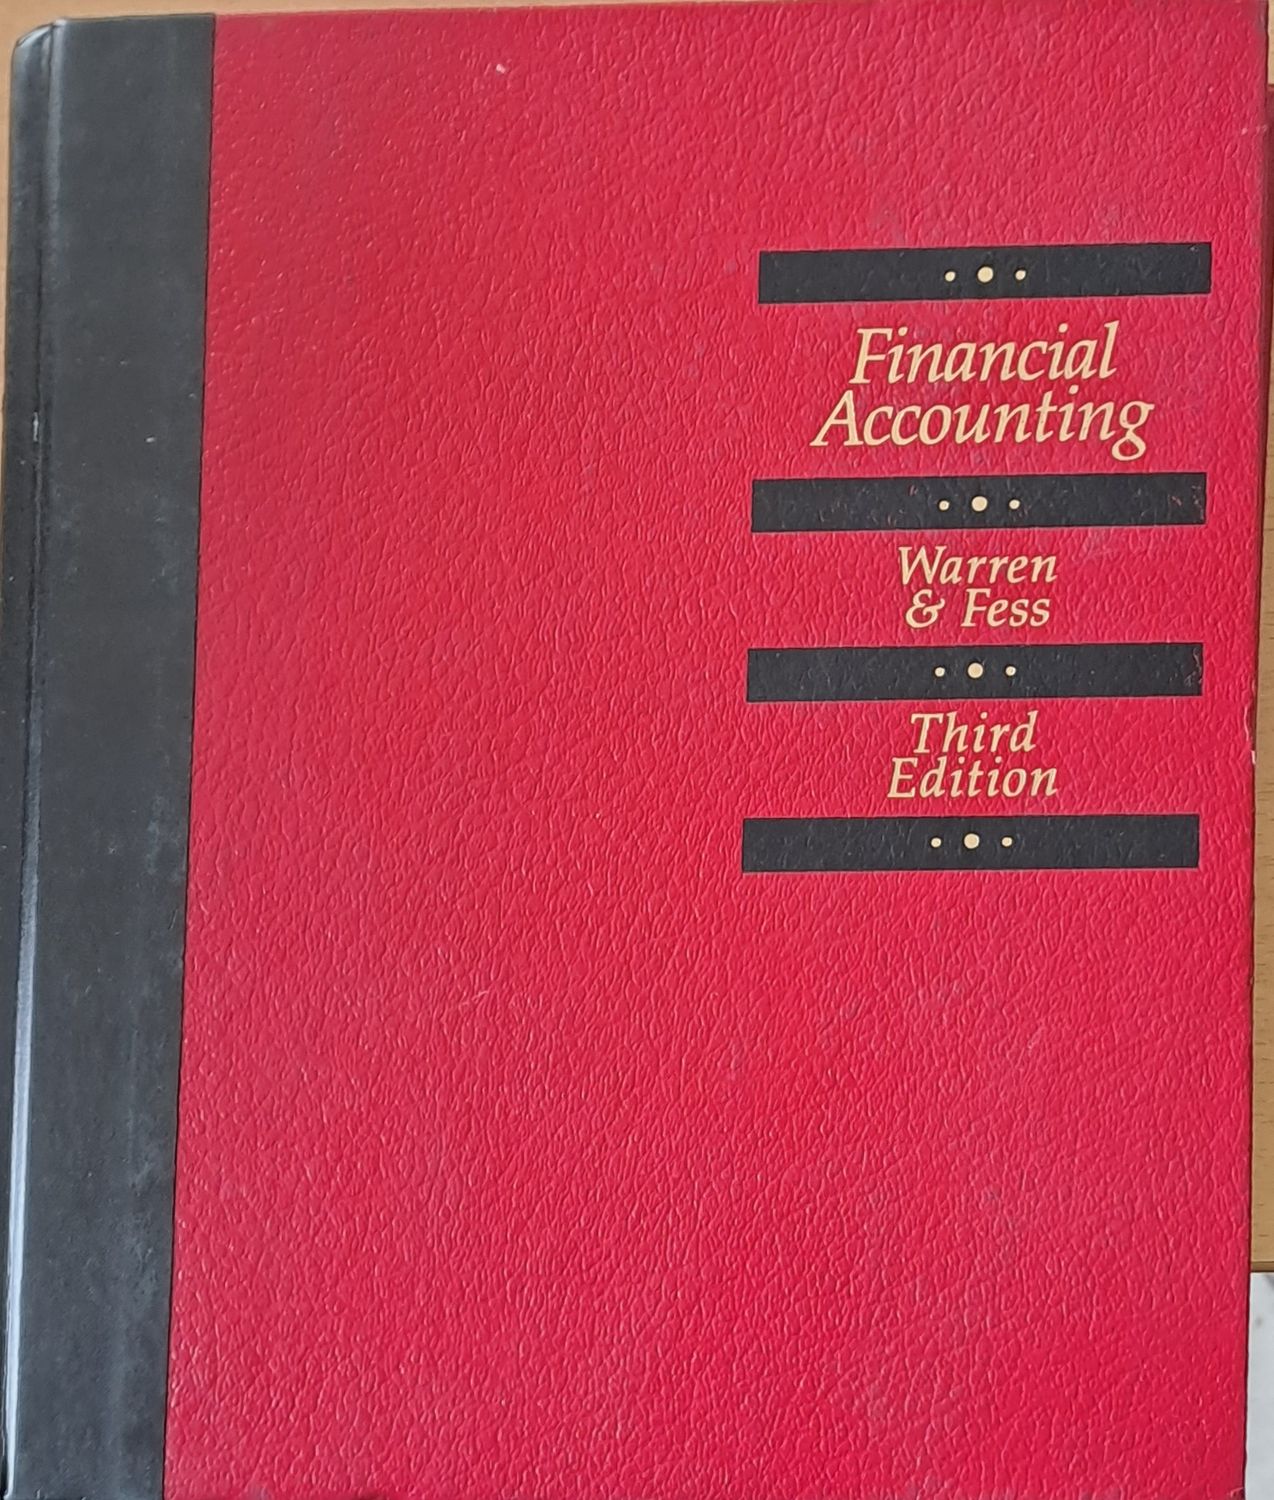 Financial
Accounting
Warren
& Fess
Third
Edition